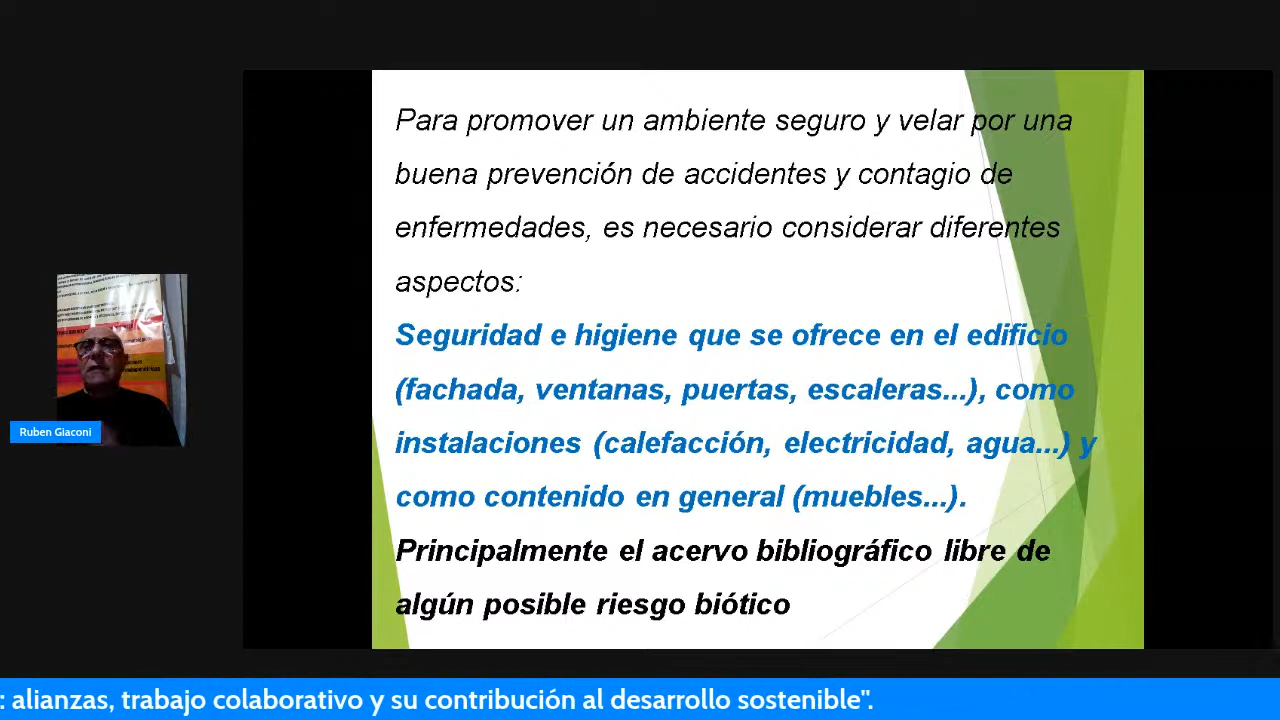 Para promover un ambiente seguro y velar por una
buena prevención de accidentes y contagio de
enfermedades, es necesario considerar diferentes
aspectos:
Seguridad e higiene que se ofrece en el edificio
(fachada, ventanas, puertas, escaleras...), como
instalaciones (calefacción, electricidad, agua...) y
como contenido en general (muebles...).
Principalmente el acervo bibliográfico libre de
algún posible riesgo biótico
Ruben Giaconi
: alianzas, trabajo colaborativo y su contribución al desarrollo sostenible".